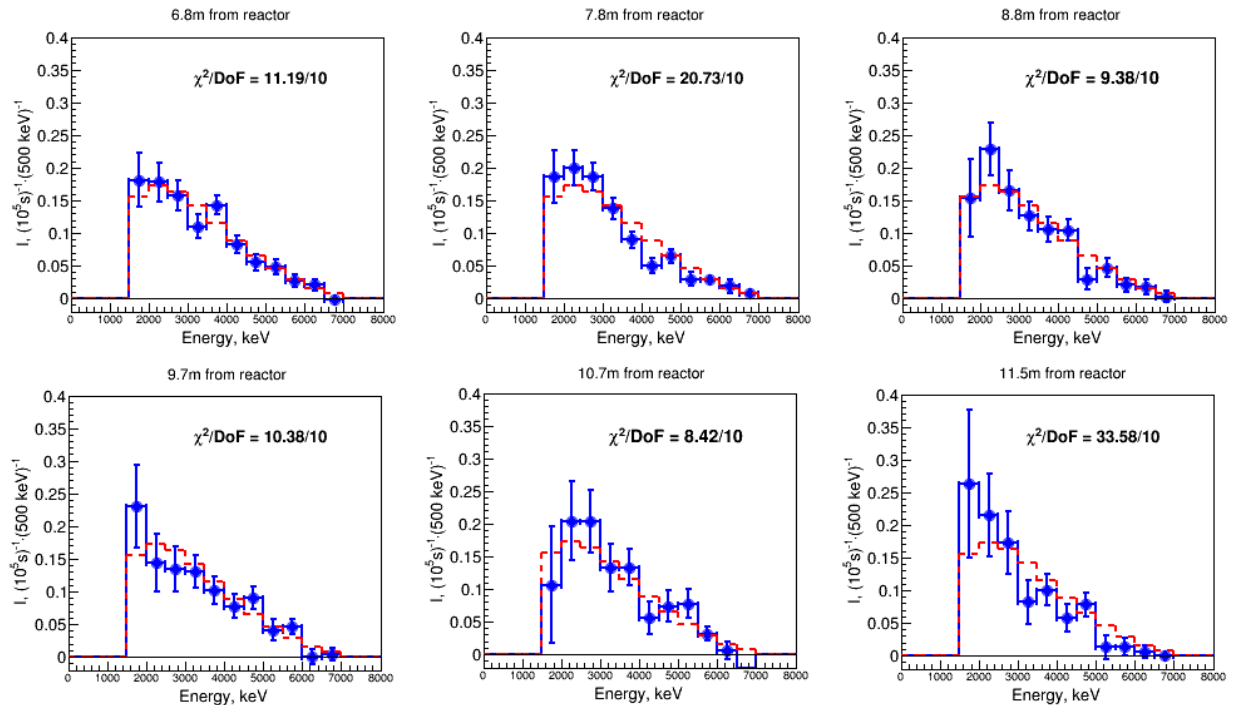 6.8m from reactor
0.4
0.35
0.3
0.25
0.2
0.15
0.1
0.05
0
I, (10⁵s)⁻¹·(500 keV)⁻¹
χ²/DoF = 11.19/10
0 1000 2000 3000 4000 5000 6000 7000 8000
Energy, keV
7.8m from reactor
0.4
0.35
0.3
0.25
0.2
0.15
0.1
0.05
0
I, (10⁵s)⁻¹·(500 keV)⁻¹
χ²/DoF = 20.73/10
0 1000 2000 3000 4000 5000 6000 7000 8000
Energy, keV
8.8m from reactor
0.4
0.35
0.3
0.25
0.2
0.15
0.1
0.05
0
I, (10⁵s)⁻¹·(500 keV)⁻¹
χ²/DoF = 9.38/10
0 1000 2000 3000 4000 5000 6000 7000 8000
Energy, keV
9.7m from reactor
0.4
0.35
0.3
0.25
0.2
0.15
0.1
0.05
0
I, (10⁵s)⁻¹·(500 keV)⁻¹
χ²/DoF = 10.38/10
0 1000 2000 3000 4000 5000 6000 7000 8000
Energy, keV
10.7m from reactor
0.4
0.35
0.3
0.25
0.2
0.15
0.1
0.05
0
I, (10⁵s)⁻¹·(500 keV)⁻¹
χ²/DoF = 8.42/10
0 1000 2000 3000 4000 5000 6000 7000 8000
Energy, keV
11.5m from reactor
0.4
0.35
0.3
0.25
0.2
0.15
0.1
0.05
0
I, (10⁵s)⁻¹·(500 keV)⁻¹
χ²/DoF = 33.58/10
0 1000 2000 3000 4000 5000 6000 7000 8000
Energy, keV